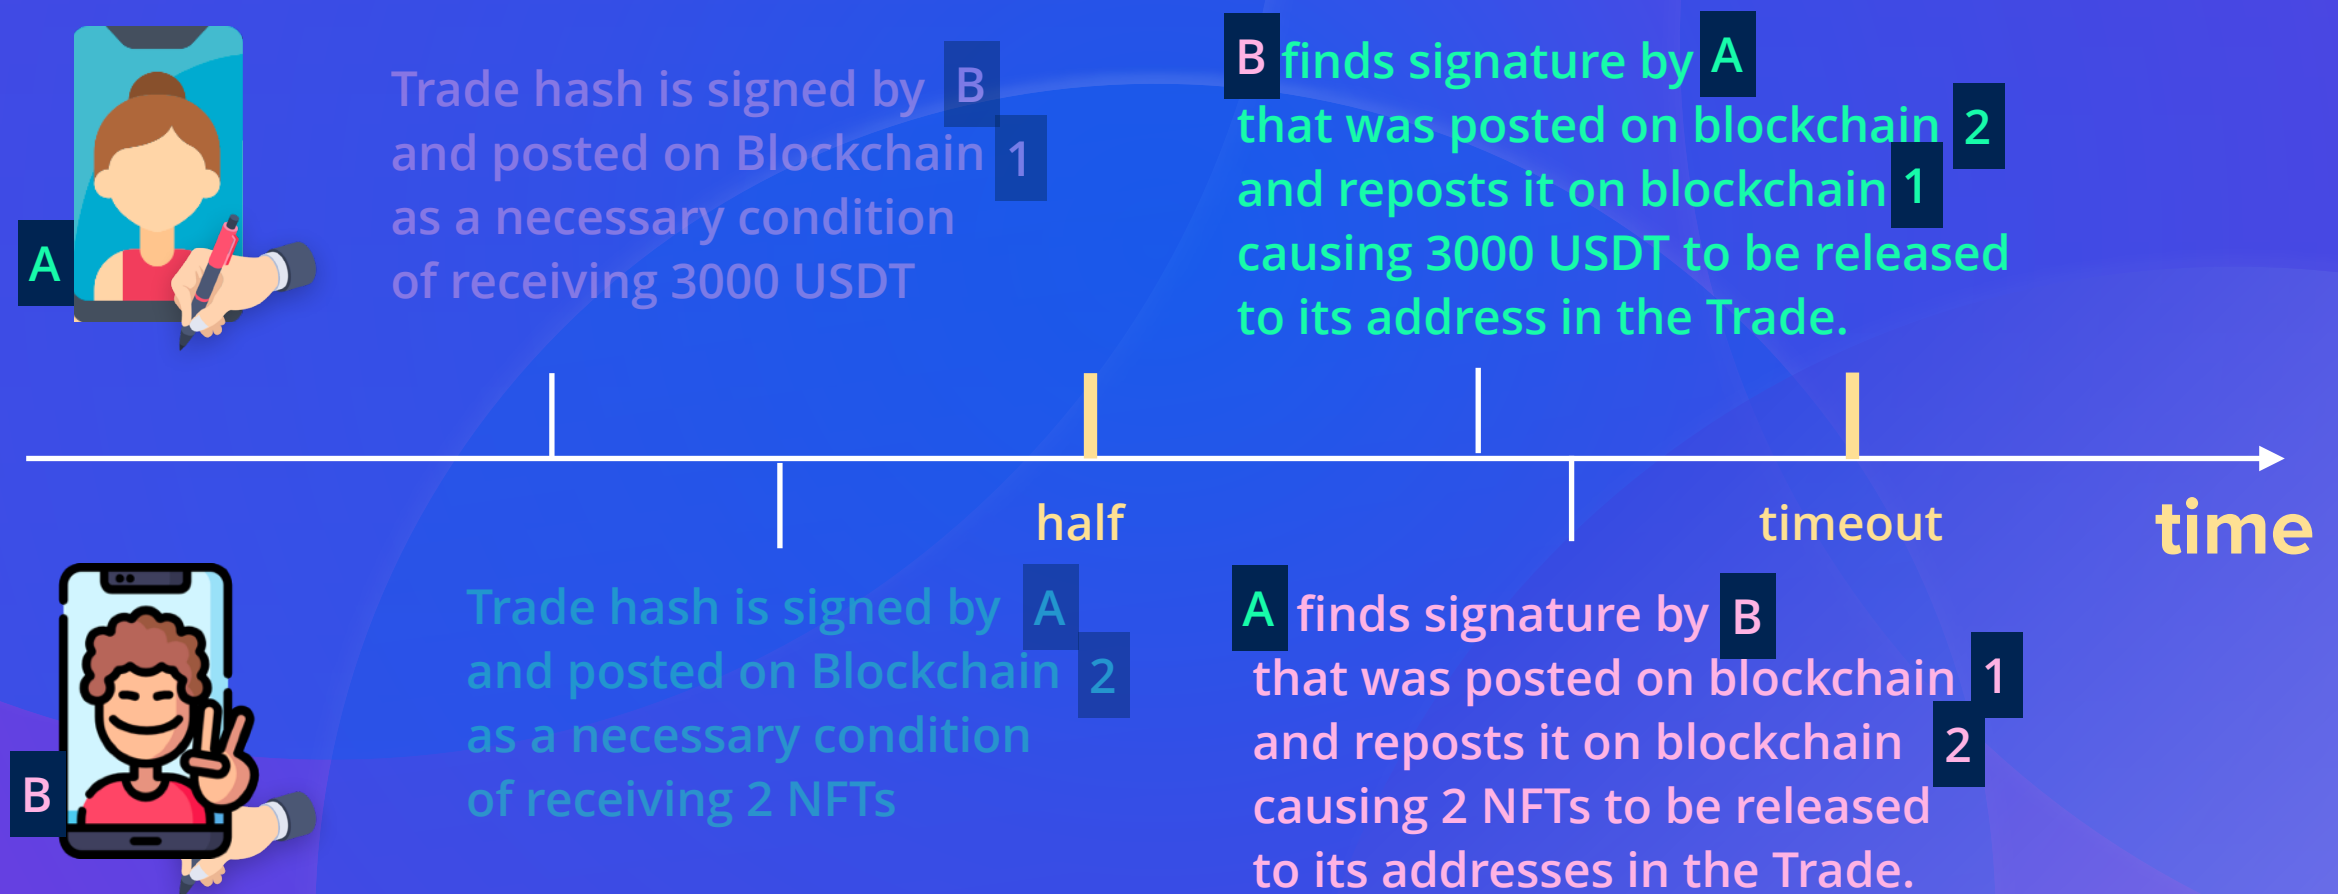 A
Trade hash is signed by B
and posted on Blockchain 1
as a necessary condition
of receiving 3000 USDT
B finds signature by A
that was posted on blockchain 2
and reposts it on blockchain 1
causing 3000 USDT to be released
to its address in the Trade.
half
timeout
time
B
Trade hash is signed by A
and posted on Blockchain 2
as a necessary condition
of receiving 2 NFTs
A finds signature by B
that was posted on blockchain 1
and reposts it on blockchain 2
causing 2 NFTs to be released
to its addresses in the Trade.